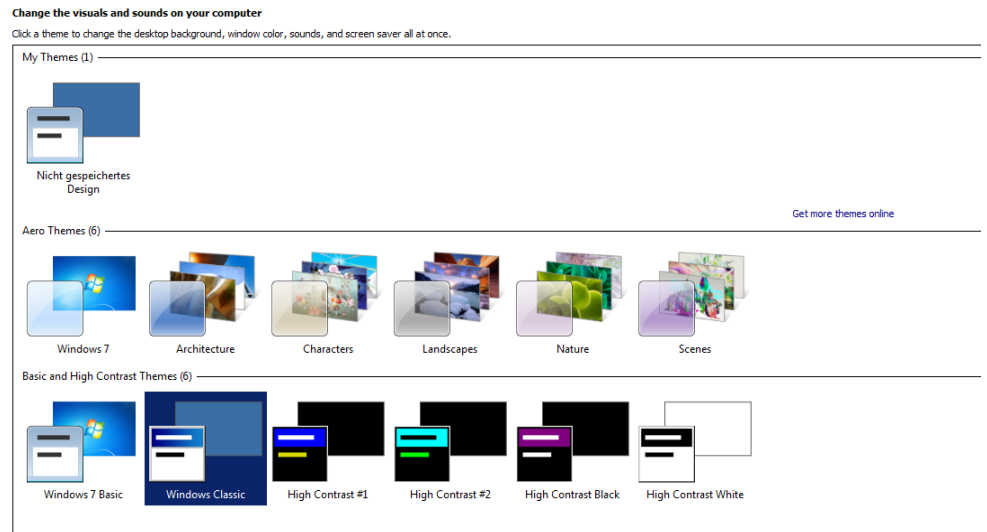 Change the visuals and sounds on your computer
Click a theme to change the desktop background, window color, sounds, and screen saver all at once.
My Themes (1)
Nicht gespeichertes
Design
Get more themes online
Aero Themes (6)
Windows 7
Architecture
Characters
Landscapes
Nature
Scenes
Basic and High Contrast Themes (6)
Windows 7 Basic
Windows Classic
High Contrast #1
High Contrast #2
High Contrast Black
High Contrast White